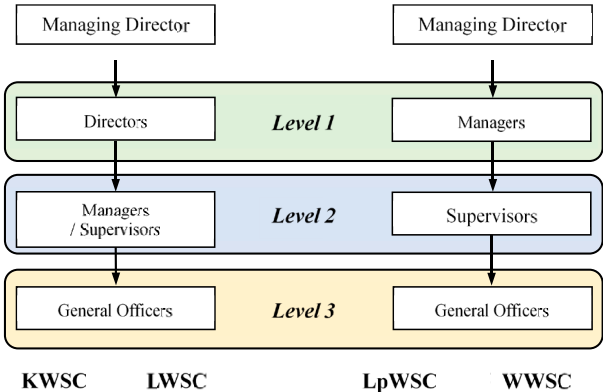 Managing Director
Managing Director
Directors
Level 1
Managers
Managers
/ Supervisors
Level 2
Supervisors
General Officers
Level 3
General Officers
KWSC LWSC LpWSC WWSC